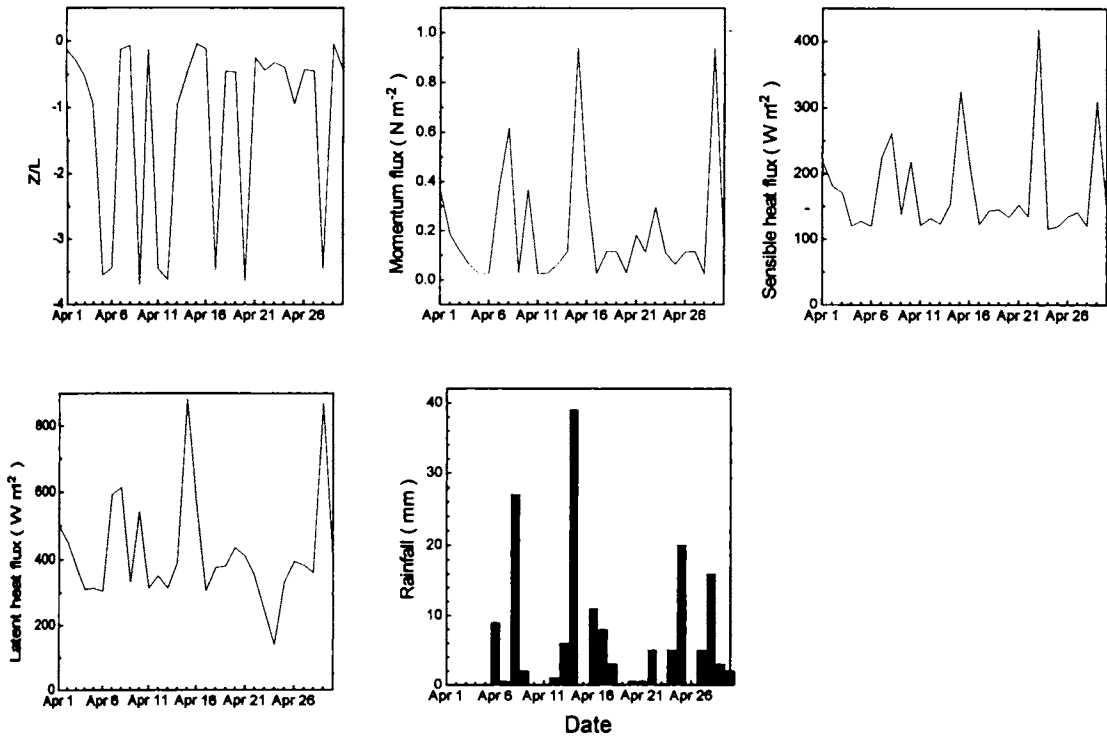 0
-1
-2
-3
-4
Z/L
Apr 1 Apr 6 Apr 11 Apr 16 Apr 21 Apr 26
1.0
0.8
0.6
0.4
0.2
0.0
Momentum flux ( N m-2 )
Apr 1 Apr 6 Apr 11 Apr 16 Apr 21 Apr 26
400
300
200
100
0
Sensible heat flux ( W m-2 )
Apr 1 Apr 6 Apr 11 Apr 16 Apr 21 Apr 26
800
600
400
200
0
Latent heat flux ( W m-2 )
Apr 1 Apr 6 Apr 11 Apr 16 Apr 21 Apr 26
40
30
20
10
0
Rainfall ( mm )
Apr 1 Apr 6 Apr 11 Apr 16 Apr 21 Apr 26
Date